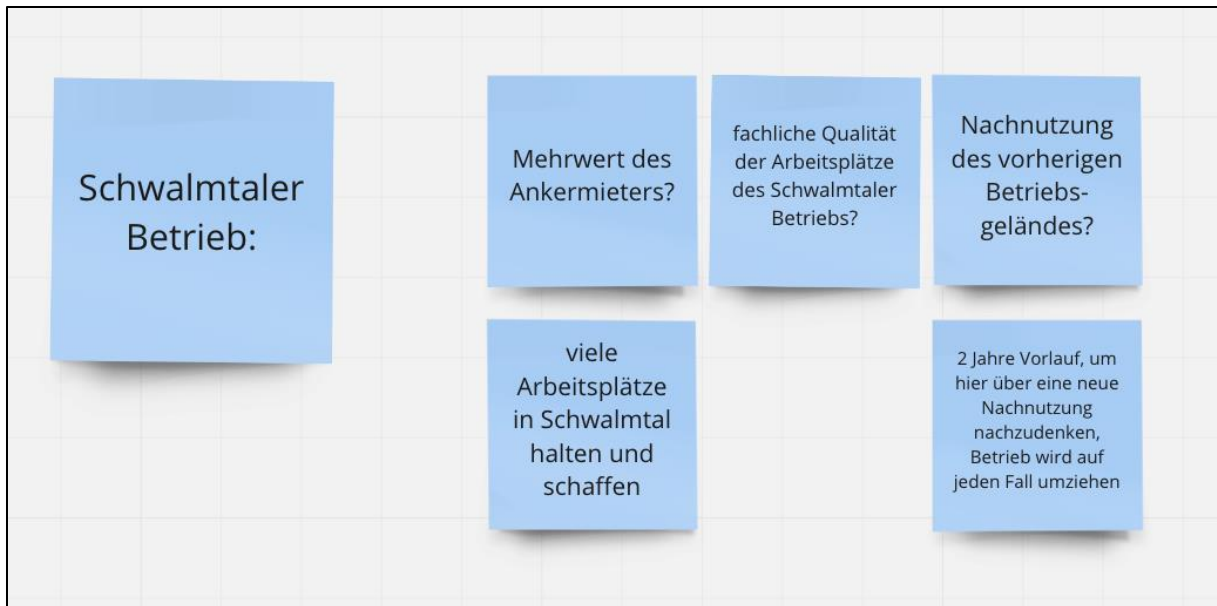 Schwalmtaler
Betrieb:
Mehrwert des
Ankermieters?
fachliche Qualität
der Arbeitsplätze
des Schwalmtaler
Betriebs?
Nachnutzung
des vorherigen
Betriebs-
geländes?
viele
Arbeitsplätze
in Schwalmtal
halten und
schaffen
2 Jahre Vorlauf, um
hier über eine neue
Nachnutzung
nachzudenken,
Betrieb wird auf
jeden Fall umziehen